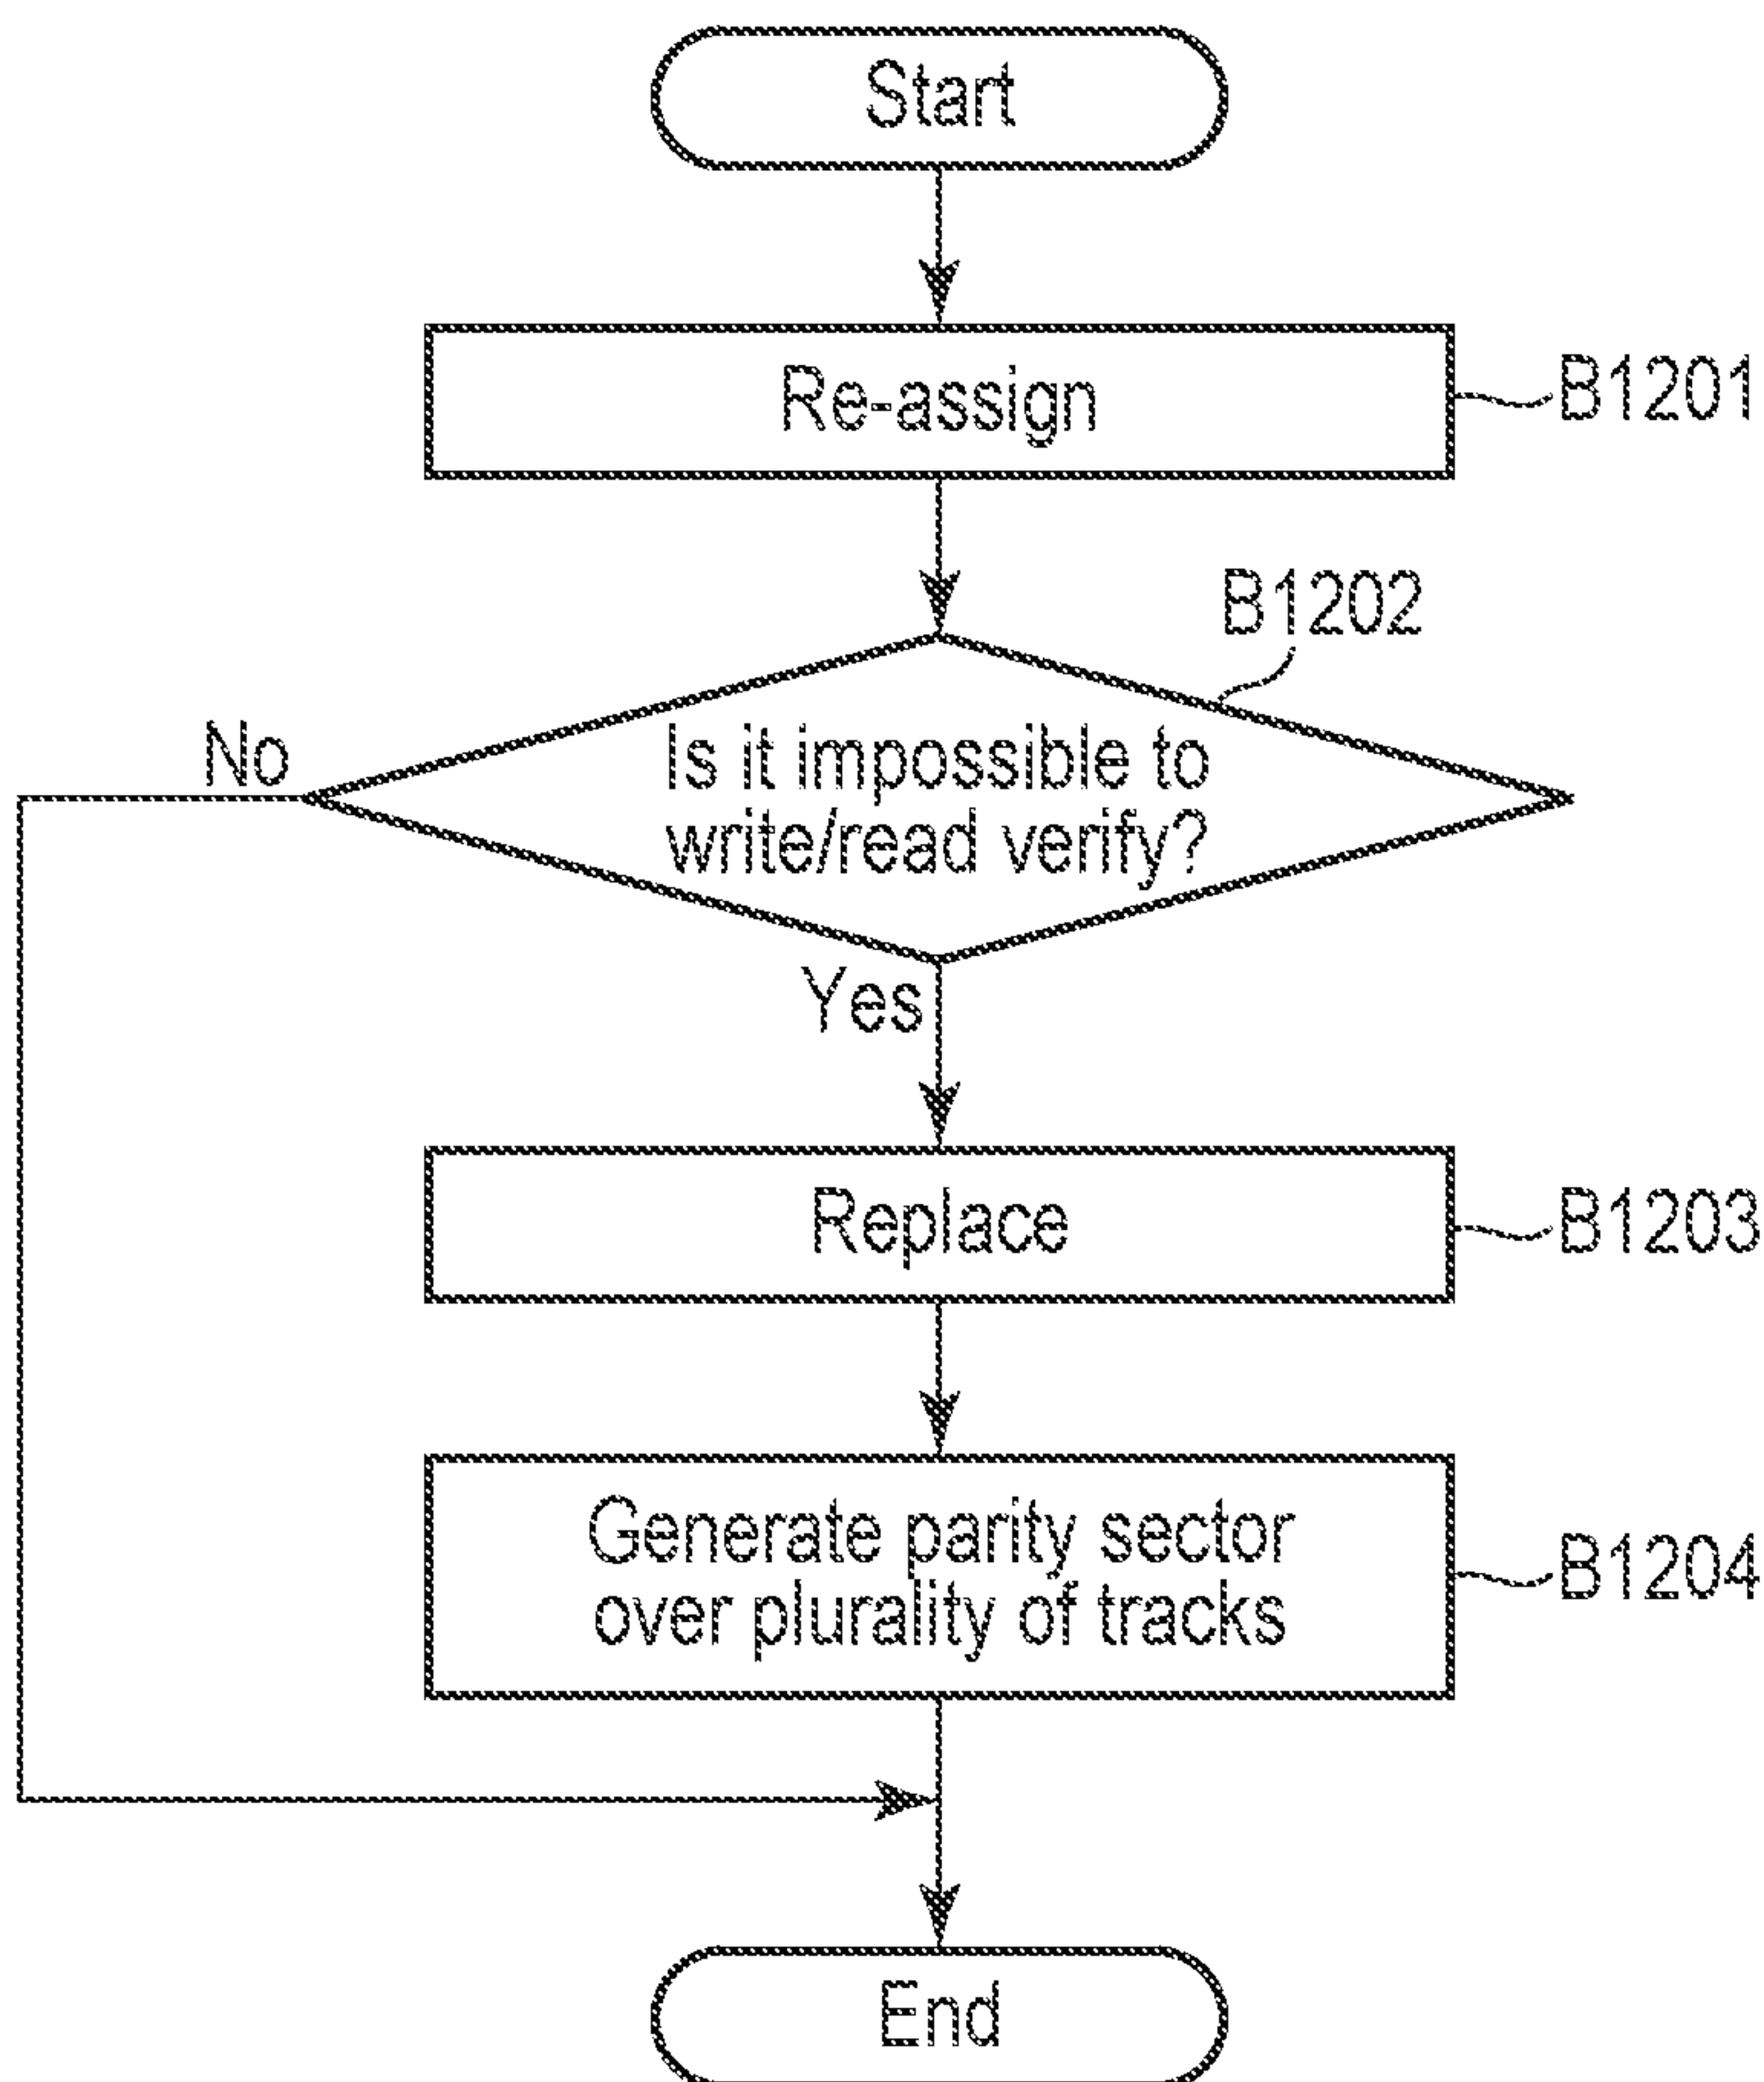 Start
Re-assign
B1201
B1202
No
Is it impossible to
write/read verify?
Yes
Replace
B1203
Generate parity sector
over plurality of tracks
B1204
End